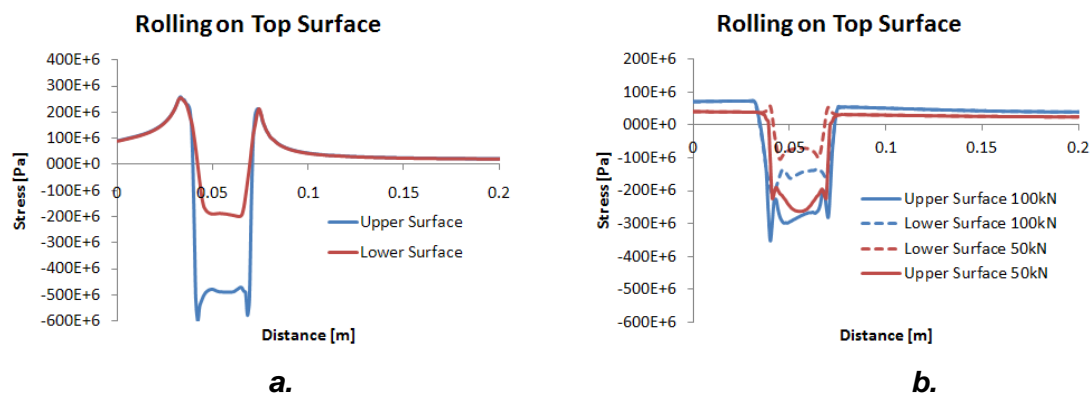 Rolling on Top Surface
400E+6
300E+6
200E+6
100E+6
000E+0
-100E+6
-200E+6
-300E+6
-400E+6
-500E+6
-600E+6
0
0.05
0.1
0.15
0.2
Stress [Pa]
Distance [m]
Upper Surface
Lower Surface
a.
Rolling on Top Surface
200E+6
100E+6
000E+0
-100E+6
-200E+6
-300E+6
-400E+6
-500E+6
-600E+6
0
0.05
0.1
0.15
0.2
Stress [Pa]
Distance [m]
Upper Surface 100kN
Lower Surface 100kN
Lower Surface 50kN
Upper Surface 50kN
b.